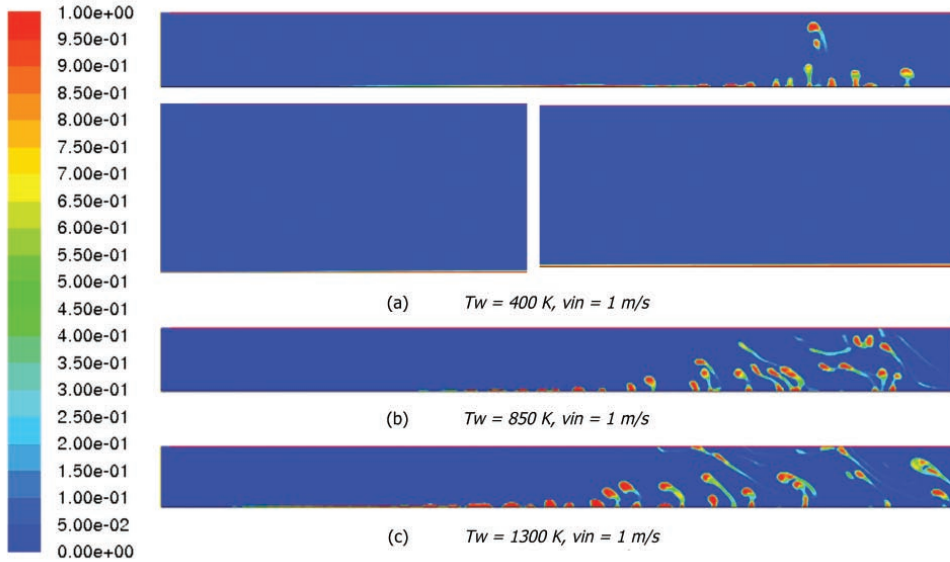 1.00e+00
9.50e-01
9.00e-01
8.50e-01
8.00e-01
7.50e-01
7.00e-01
6.50e-01
6.00e-01
5.50e-01
5.00e-01
4.50e-01
4.00e-01
3.50e-01
3.00e-01
2.50e-01
2.00e-01
1.50e-01
1.00e-01
5.00e-02
0.00e+00
(a) Tw = 400 K, vin = 1 m/s
(b) Tw = 850 K, vin = 1 m/s
(c) Tw = 1300 K, vin = 1 m/s